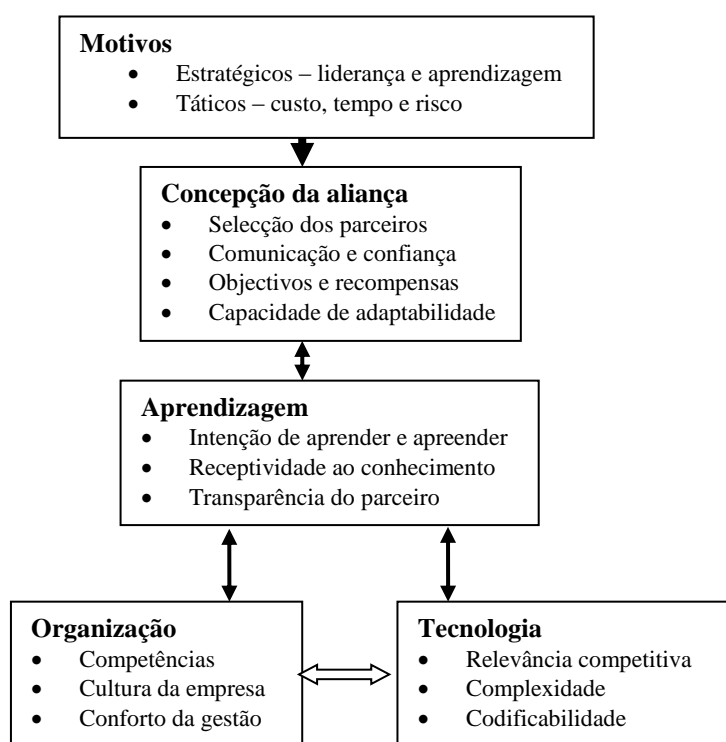 Motivos
• Estratégicos – liderança e aprendizagem
• Táticos – custo, tempo e risco
Concepção da aliança
• Selecção dos parceiros
• Comunicação e confiança
• Objectivos e recompensas
• Capacidade de adaptabilidade
Aprendizagem
• Intenção de aprender e apreender
• Receptividade ao conhecimento
• Transparência do parceiro
Organização
• Competências
• Cultura da empresa
• Conforto da gestão
Tecnologia
• Relevância competitiva
• Complexidade
• Codificabilidade